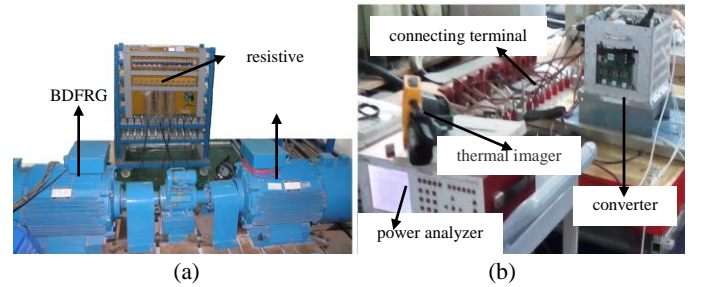 resistive
BDFRG
connecting terminal
thermal imager
converter
power analyzer
(a)
(b)